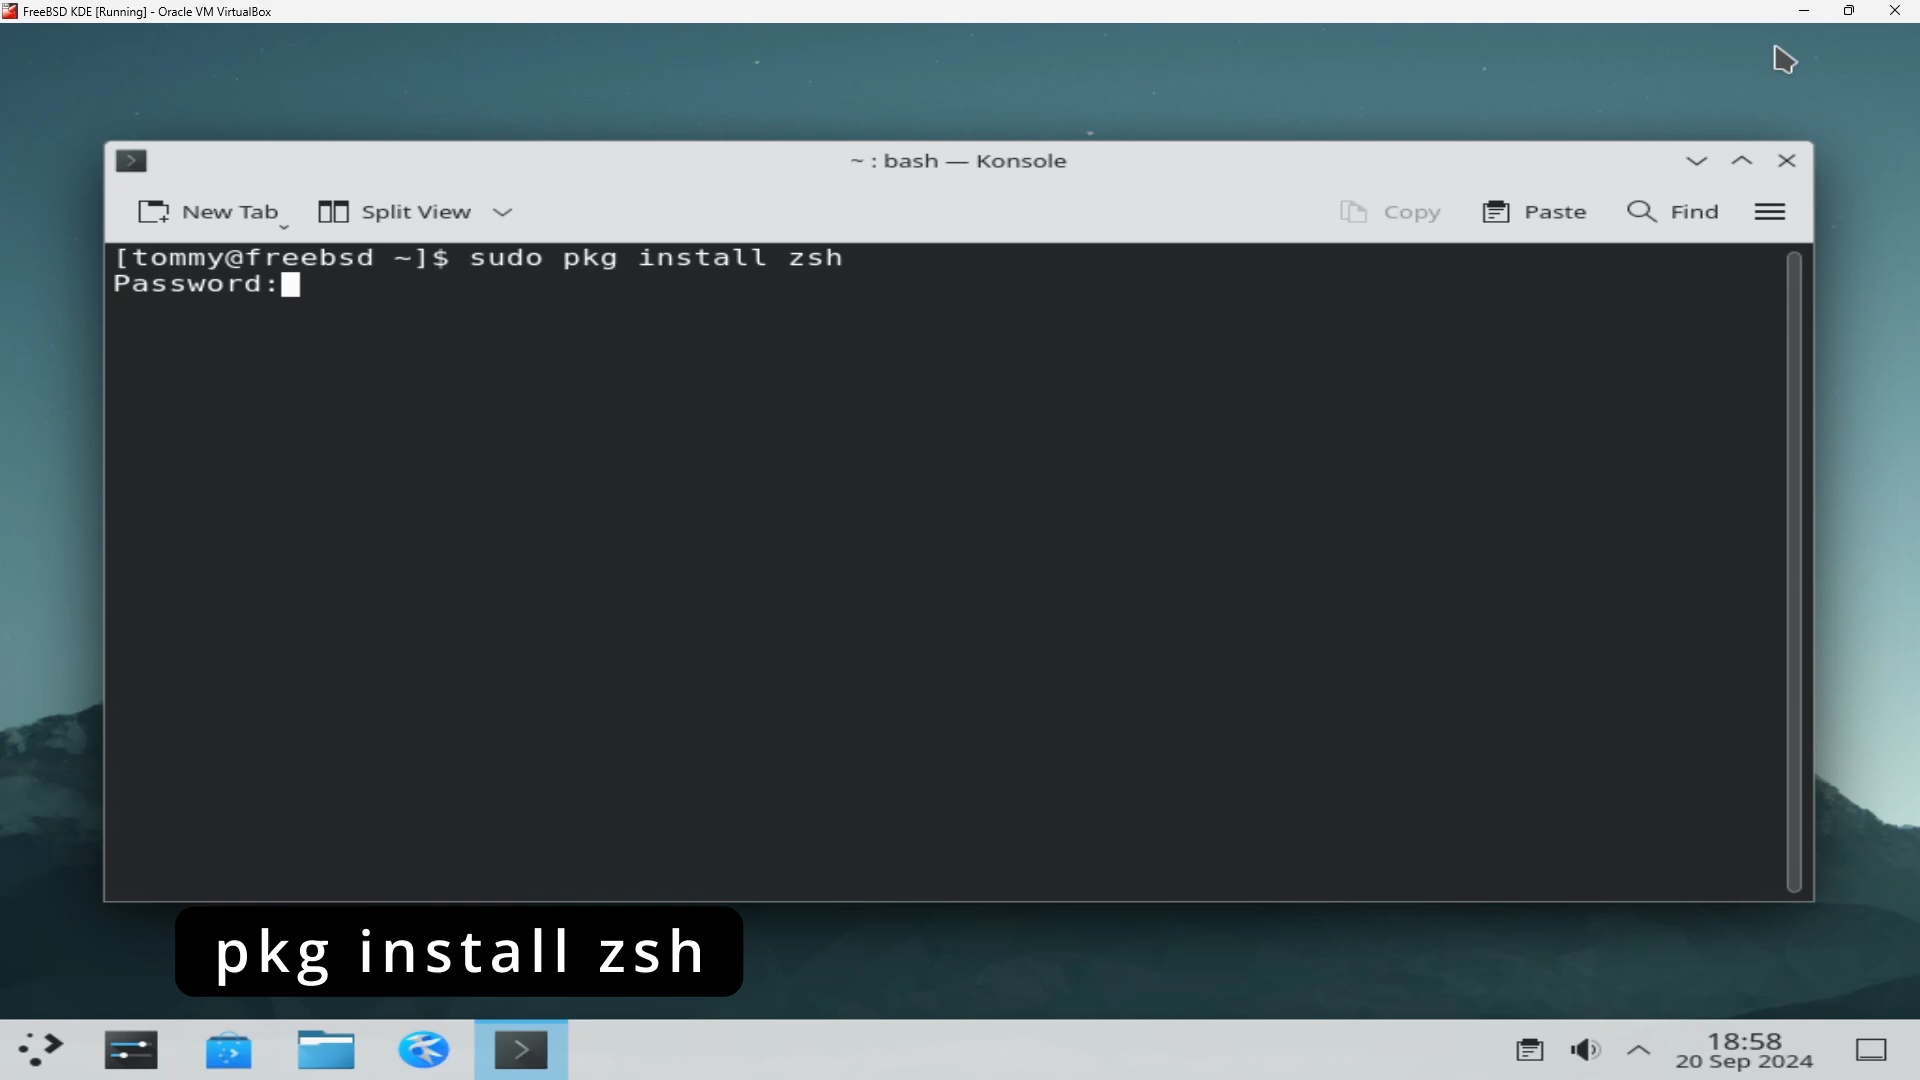 FreeBSD KDE [Running] - Oracle VM VirtualBox
~ : bash — Konsole
New Tab Split View Copy Paste Find
[tommy@freebsd ~]$ sudo pkg install zsh
Password:
pkg install zsh
18:58
20 Sep 2024